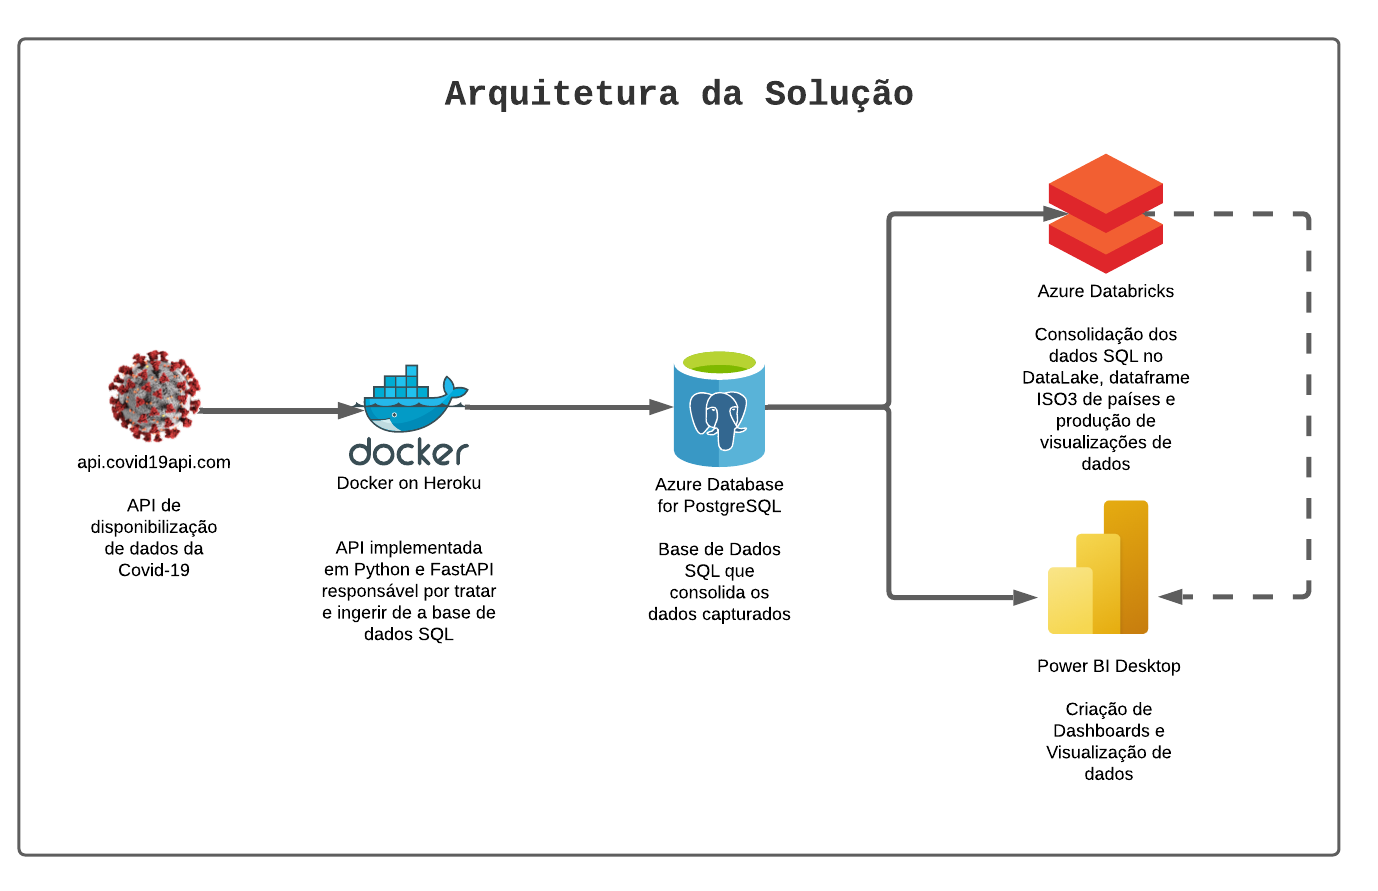 Arquitetura da Solução
api.covid19api.com
API de
disponibilização
de dados da
Covid-19
docker
Docker on Heroku
API implementada
em Python e FastAPI
responsável por tratar
e ingerir de a base de
dados SQL
Azure Database
for PostgreSQL
Base de Dados
SQL que
consolida os
dados capturados
Azure Databricks
Consolidação dos
dados SQL no
DataLake, dataframe
ISO3 de países e
produção de
visualizações de
dados
Power BI Desktop
Criação de
Dashboards e
Visualização de
dados